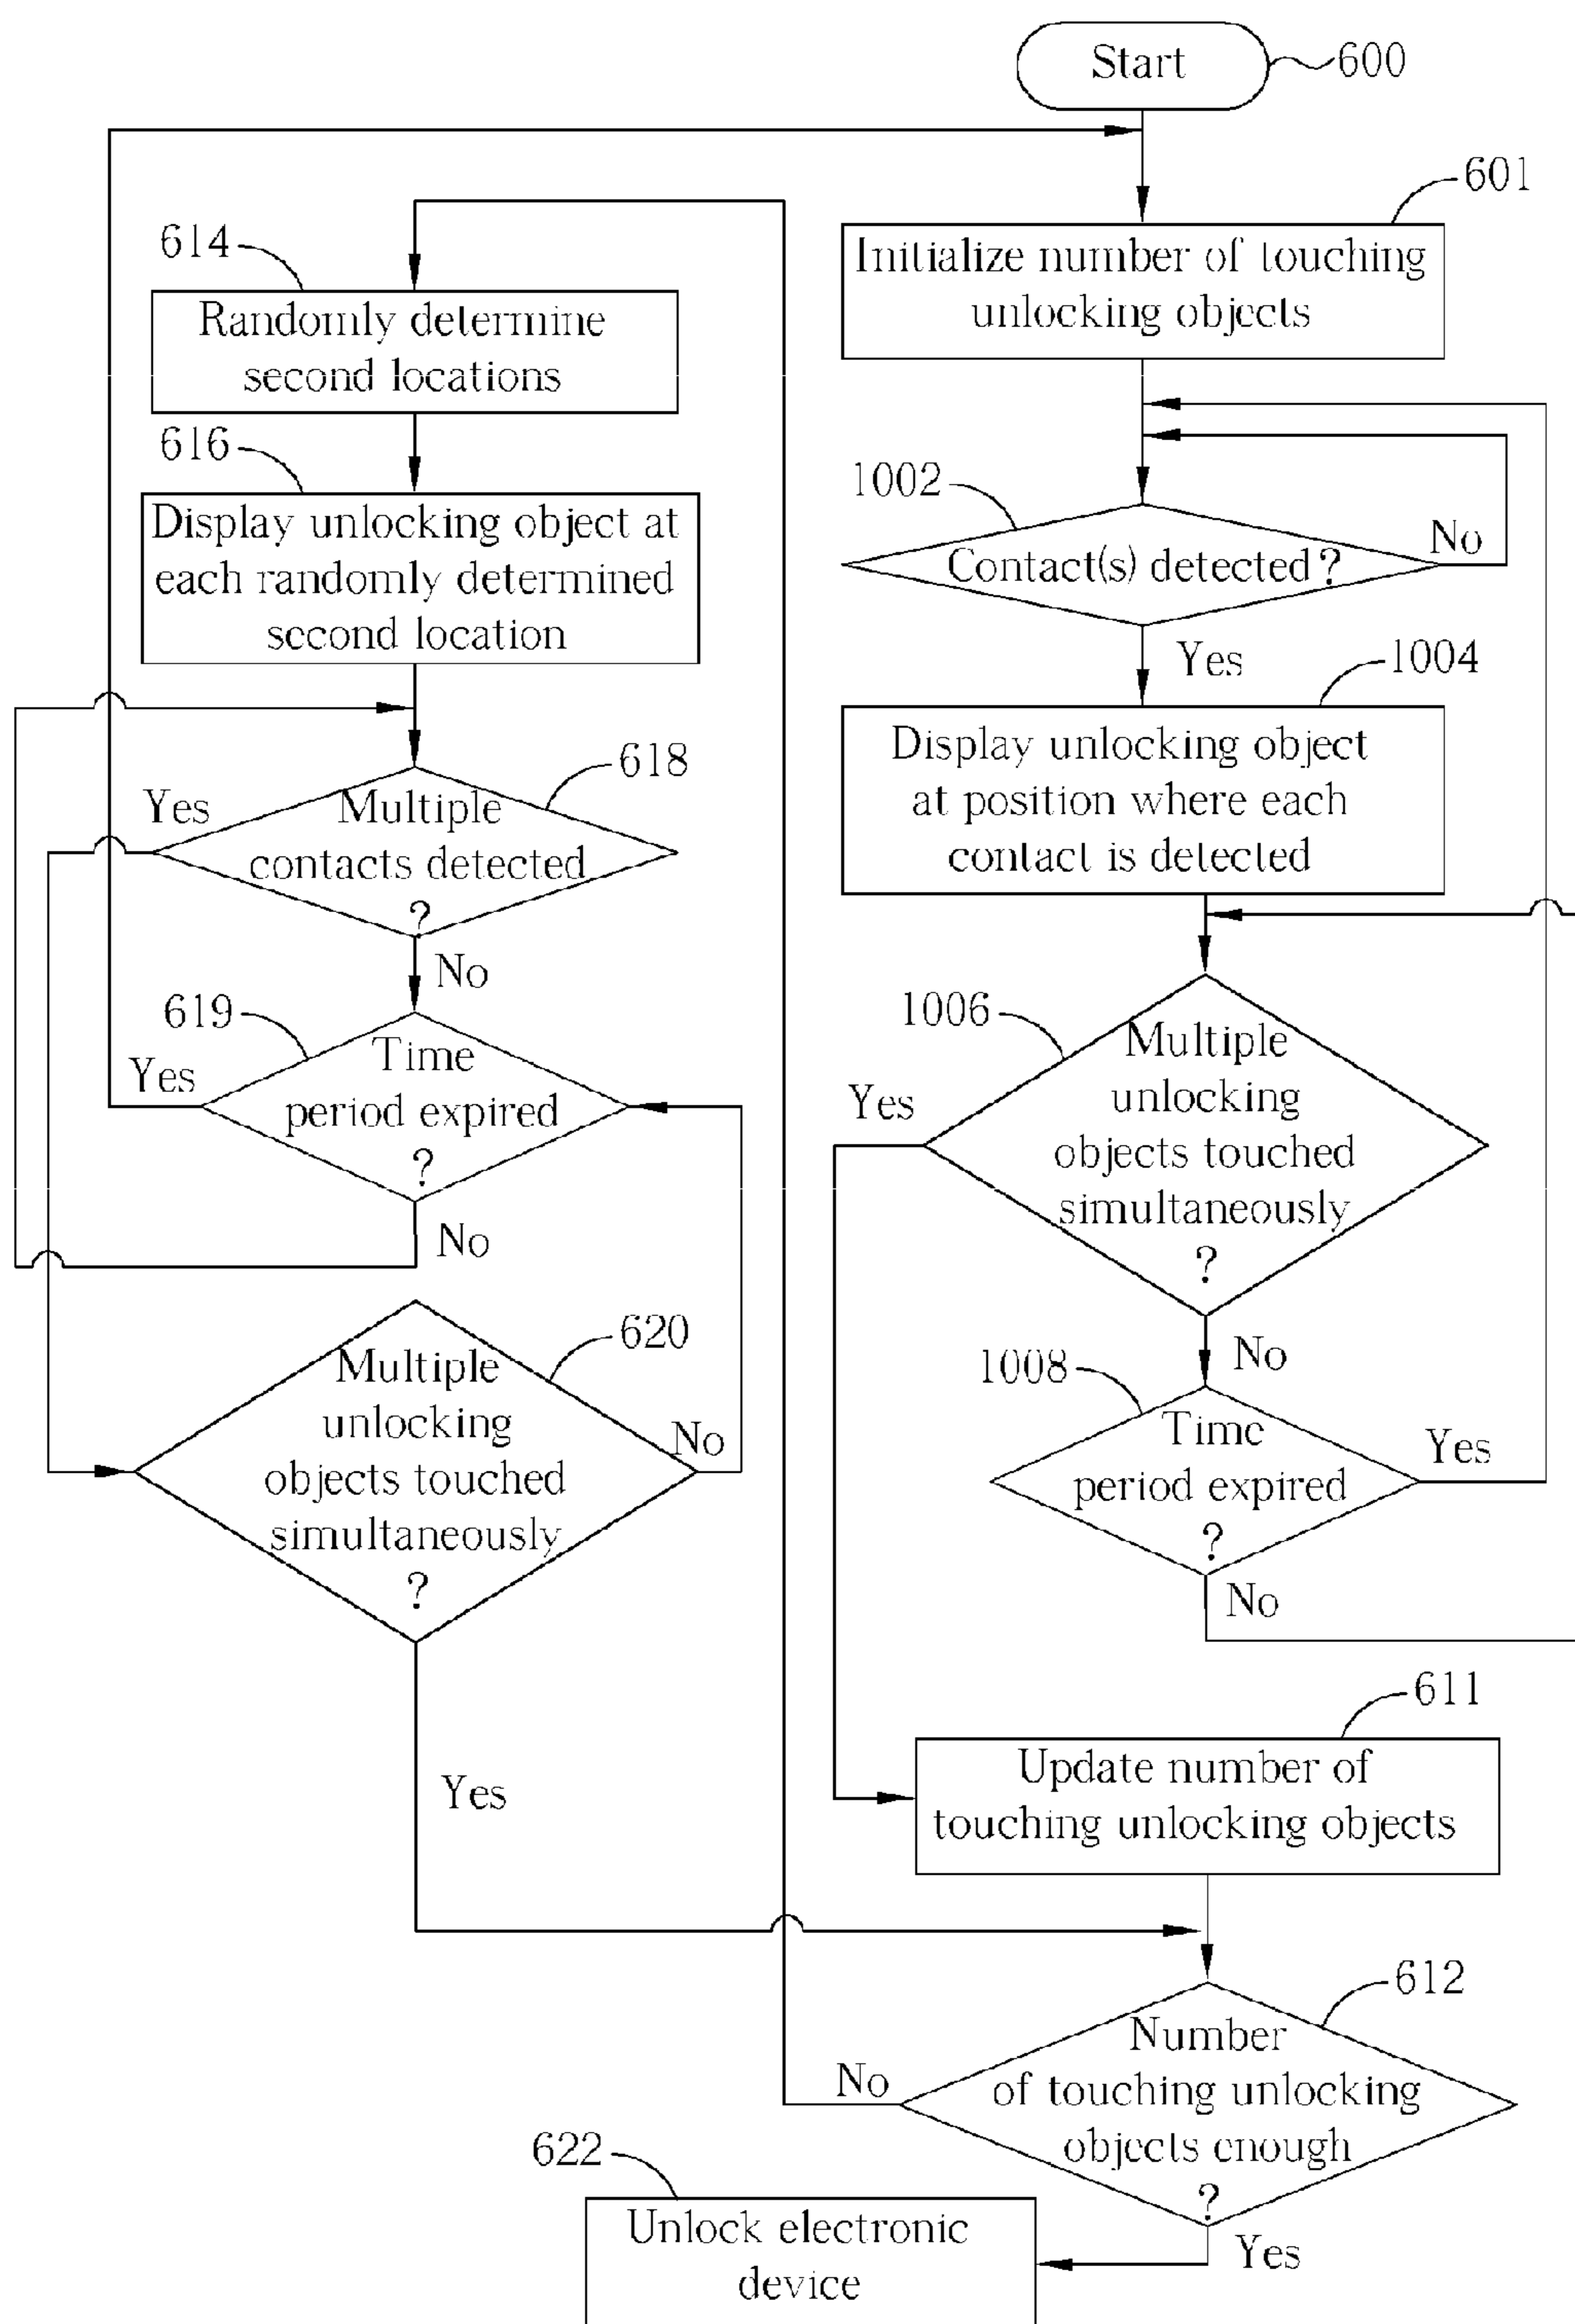 Start
600
601
Initialize number of touching
unlocking objects
614
Randomly determine
second locations
616
Display unlocking object at
each randomly determined
second location
1002
Contact(s) detected?
No
Yes
1004
Display unlocking object
at position where each
contact is detected
618
Yes
Multiple
contacts detected
?
No
619
Time
period expired
?
Yes
No
1006
Multiple
unlocking
objects touched
simultaneously
?
Yes
No
620
Multiple
unlocking
objects touched
simultaneously
?
No
Yes
1008
Time
period expired
?
Yes
No
611
Update number of
touching unlocking objects
612
Number
of touching unlocking
objects enough
?
No
Yes
622
Unlock electronic
device